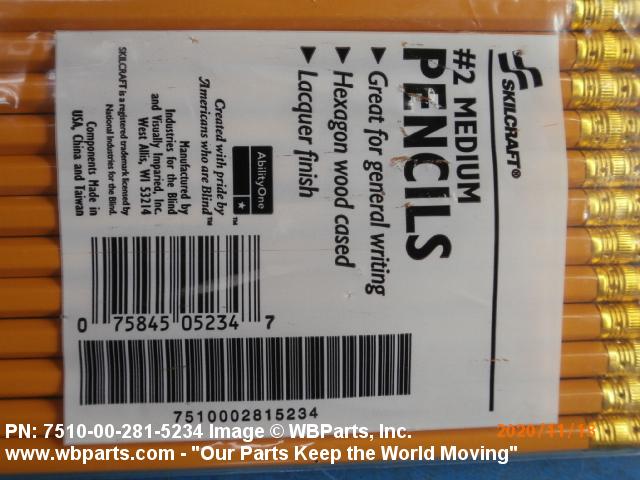 SKILCRAFT®
#2 MEDIUM
PENCILS
▶ Great for general writing
▶ Hexagon wood cased
▶ Lacquer finish
AbilityOne
Created with pride by
Americans who are Blind™
Manufactured by
Industries for the Blind
and Visually Impaired, Inc.
West Allis, WI 53214
SKILCRAFT is a registered trademark licensed by
National Industries for the Blind.
Components Made in
USA, China and Taiwan
0 75845 05234 7
7510002815234
2020/11/13
PN: 7510-00-281-5234 Image © WBParts, Inc.
www.wbparts.com - "Our Parts Keep the World Moving"